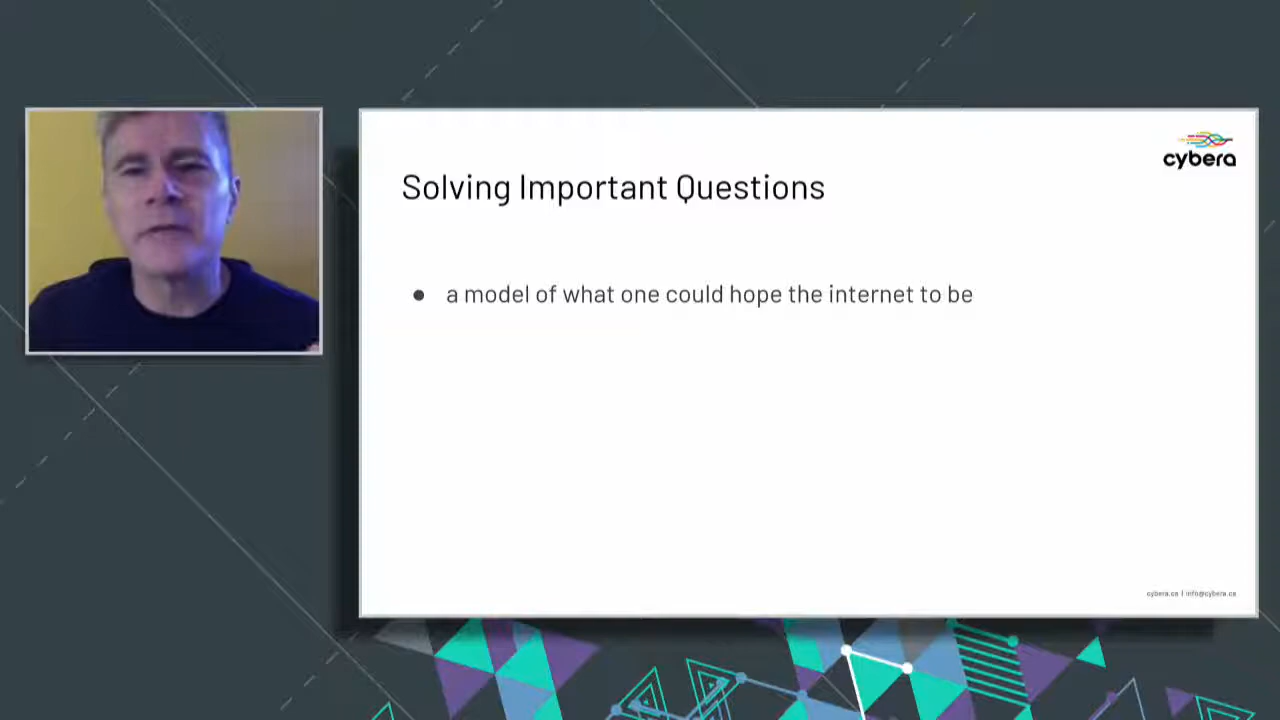 cybera
Solving Important Questions
● a model of what one could hope the internet to be
cybera.ca | info@cybera.ca